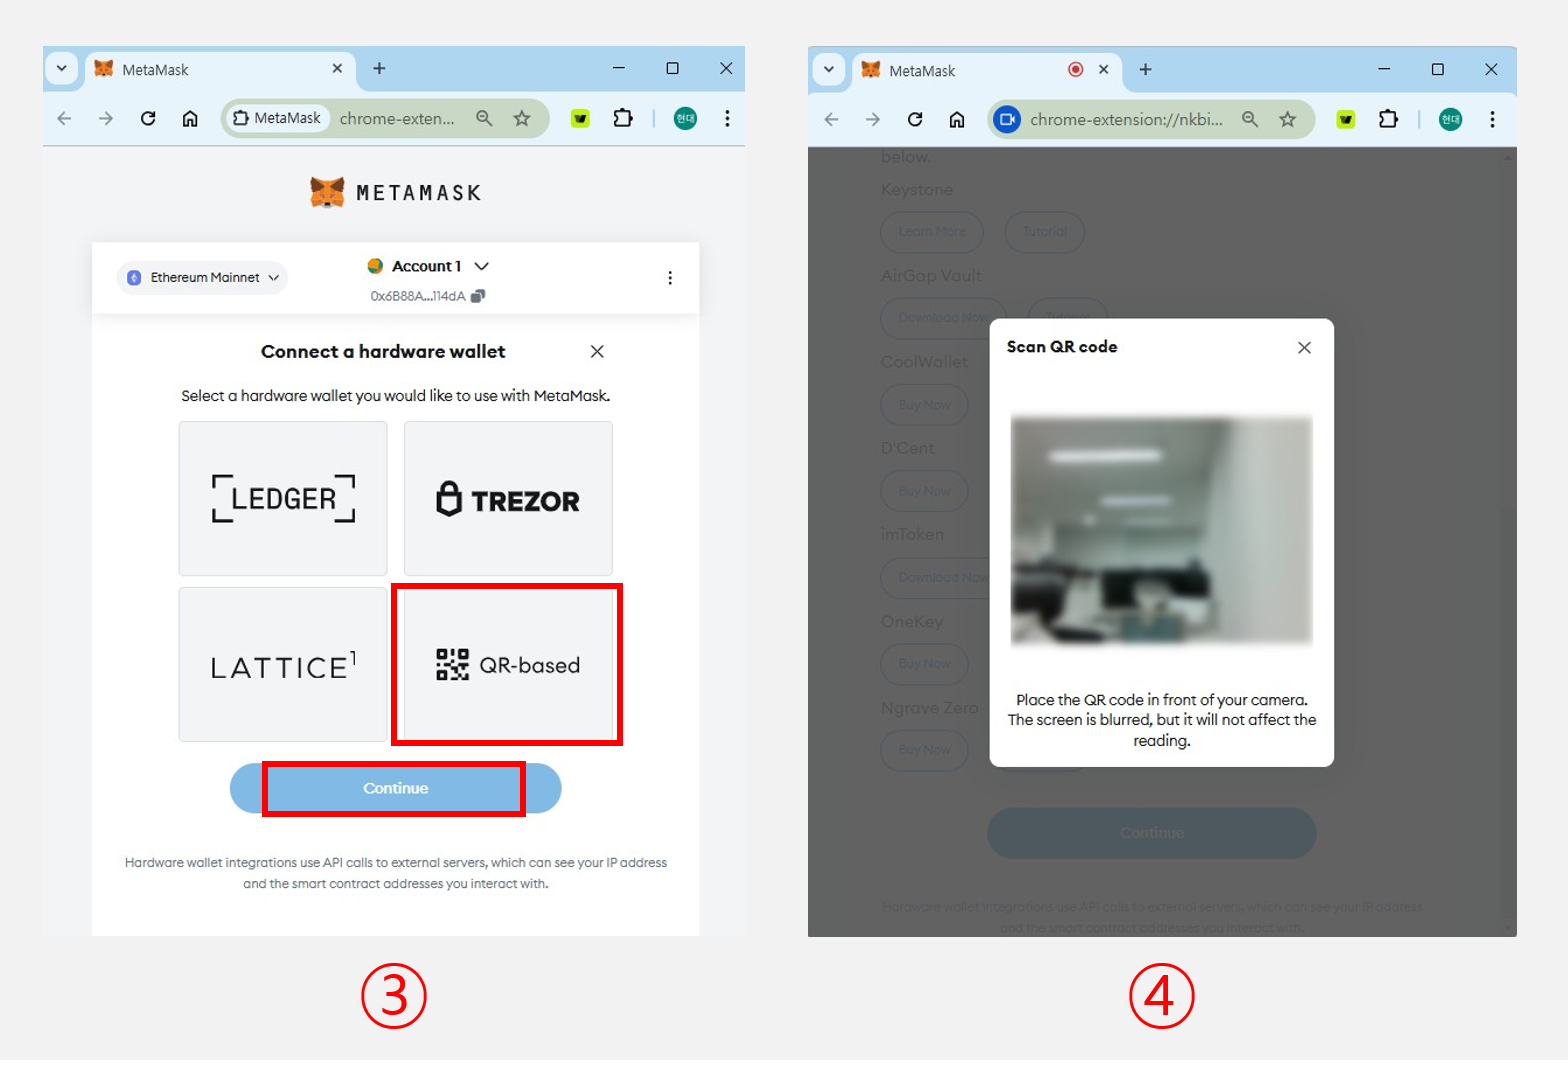 MetaMask
MetaMask
chrome-exten...
현대
METAMASK
Ethereum Mainnet
Account 1
0x6B88A...114dA
Connect a hardware wallet
Select a hardware wallet you would like to use with MetaMask.
LEDGER
TREZOR
LATTICE1
QR-based
Continue
Hardware wallet integrations use API calls to external servers, which can see your IP address
and the smart contract addresses you interact with.
③
MetaMask
chrome-extension://nkbi...
현대
below.
Keystone
Learn More
Tutorial
AirGap Vault
Download Now
Tutorial
CoolWallet
Buy Now
D'Cent
Buy Now
imToken
Download Now
OneKey
Buy Now
Ngrave Zero
Buy Now
Scan QR code
Place the QR code in front of your camera.
The screen is blurred, but it will not affect the
reading.
Continue
Hardware wallet integrations use API calls to external servers, which can see your IP address
and the smart contract addresses you interact with.
④